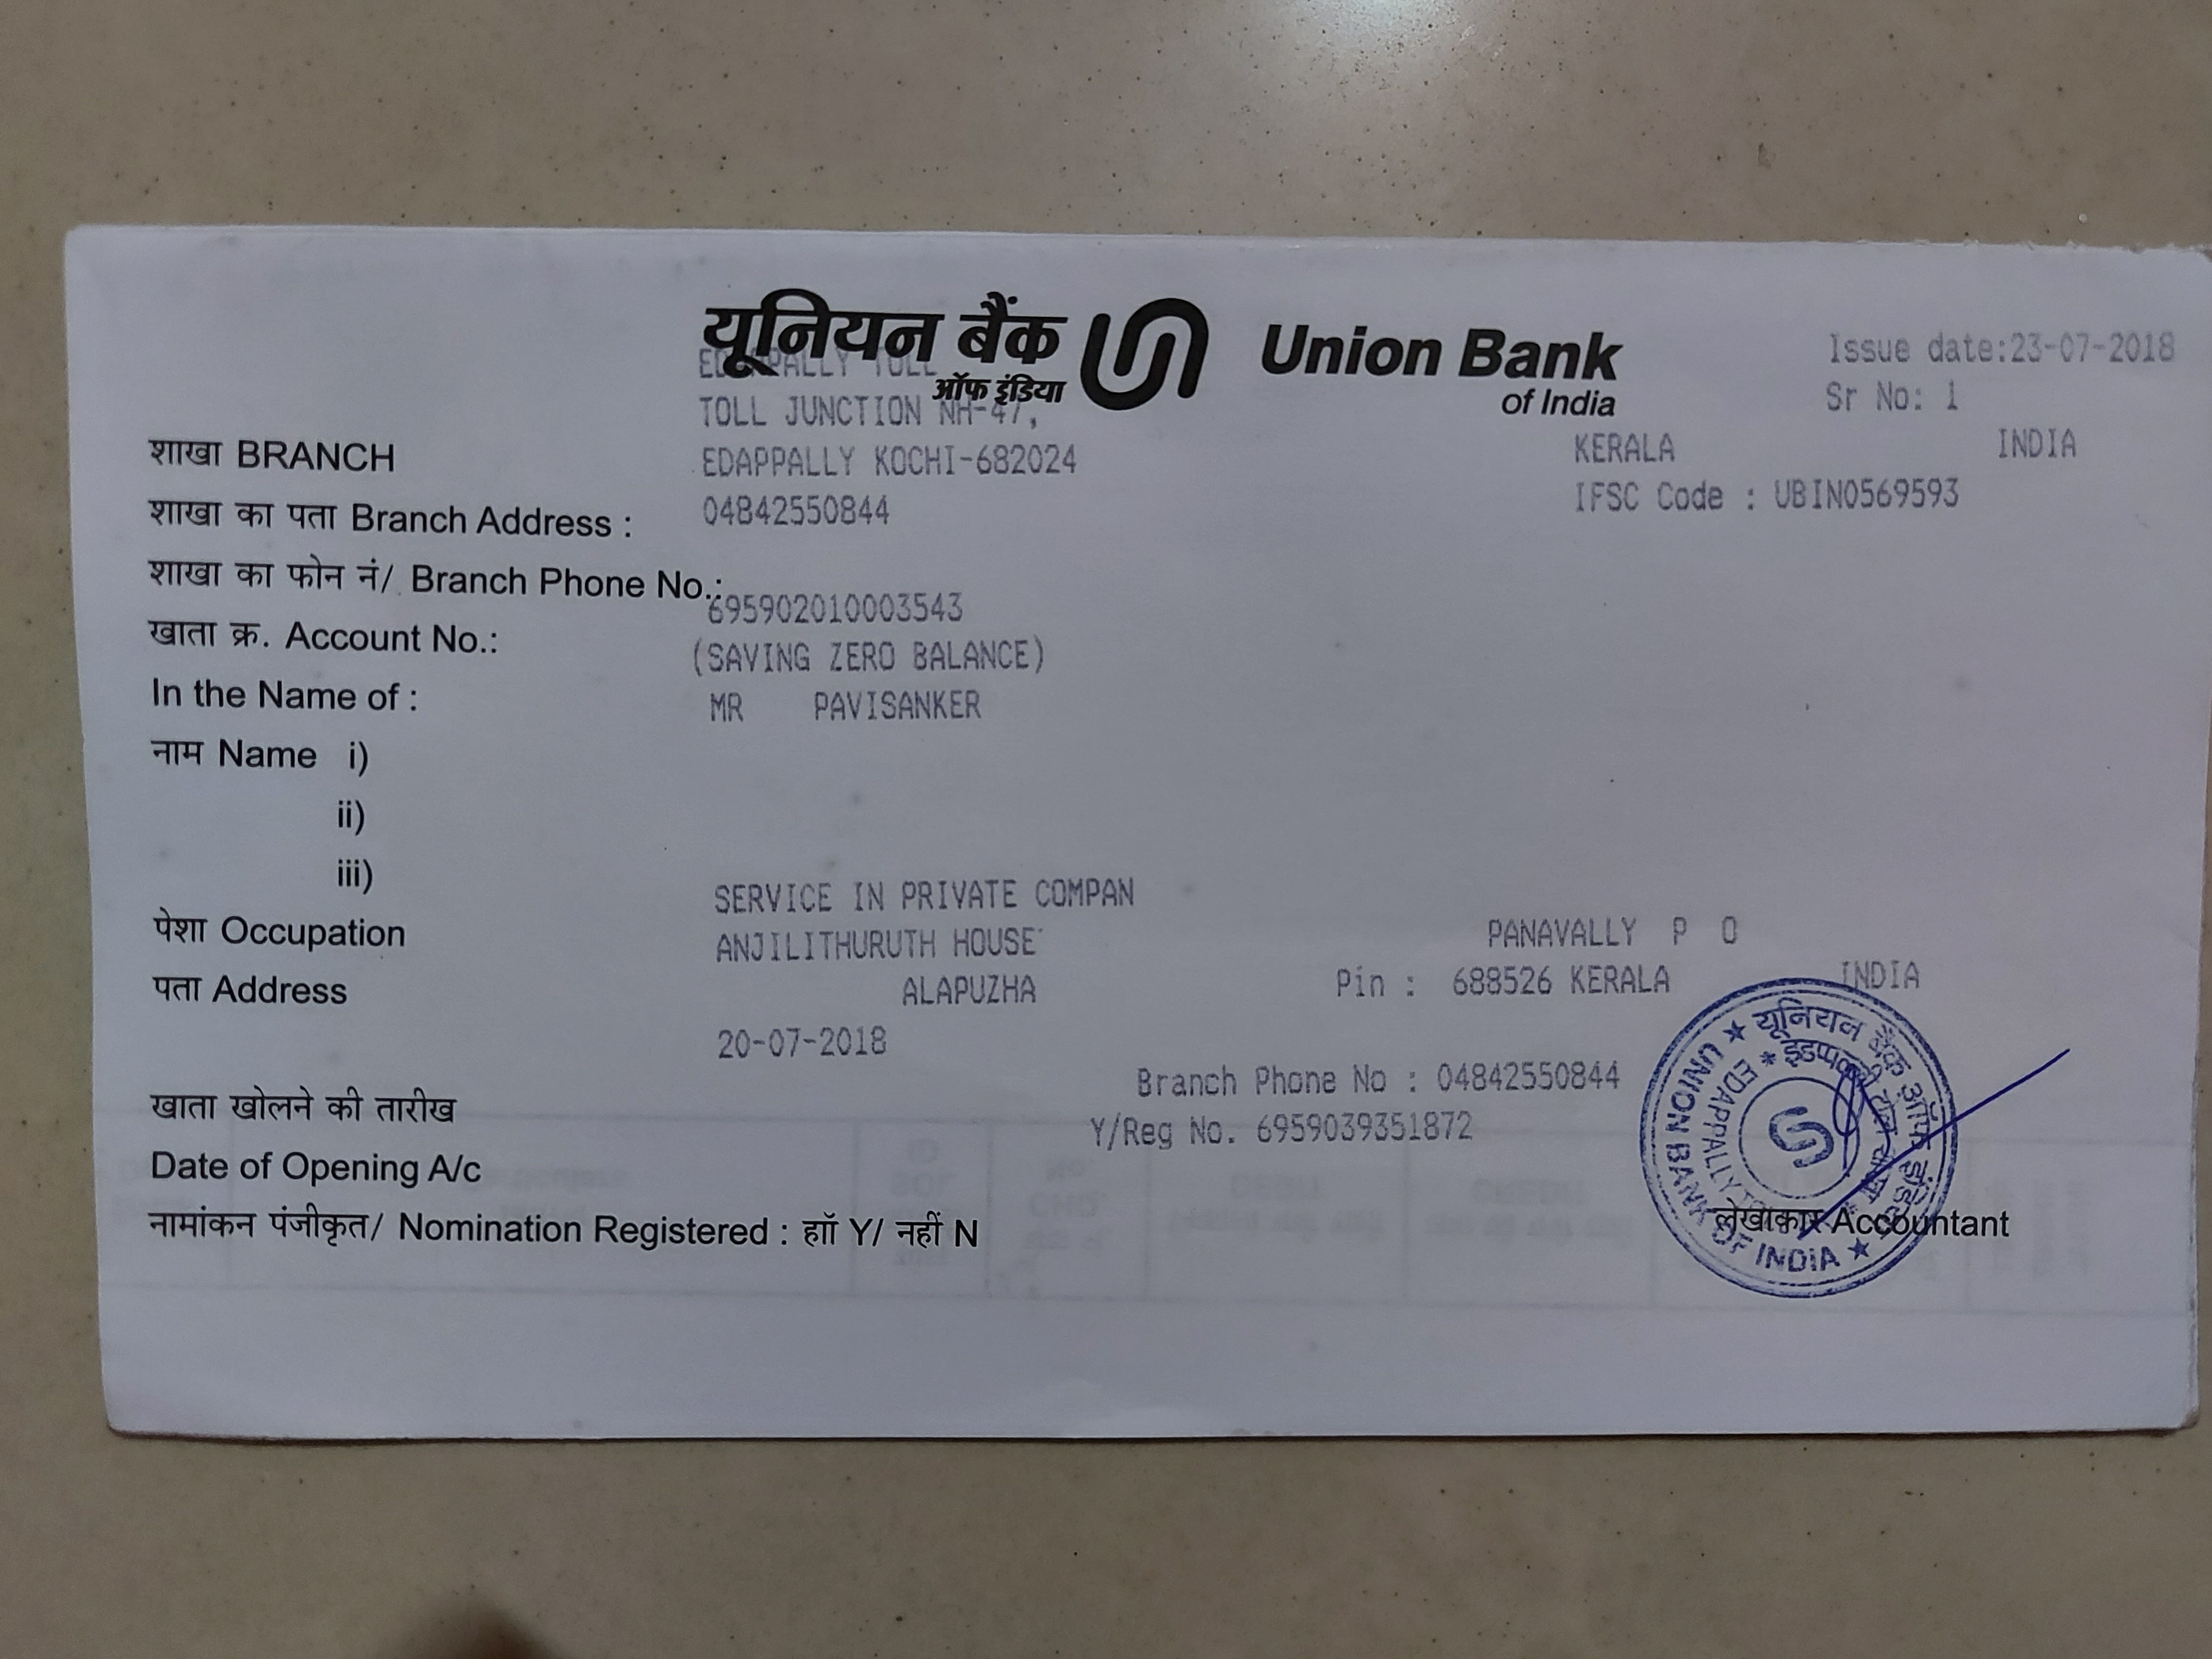 यूनियन बैंक Union Bank
ऑफ इंडिया of India
Issue date:23-07-2018
EDAPPALLY TOLL
Sr No: 1
शाखा BRANCH
TOLL JUNCTION NH-47,
EDAPPALLY KOCHI-682024 KERALA INDIA
शाखा का पता Branch Address :
04842550844 IFSC Code : UBIN0569593
शाखा का फोन नं/ Branch Phone No.:
खाता क्र. Account No.: 695902010003543
(SAVING ZERO BALANCE)
In the Name of :
MR PAVISANKER
नाम Name i)
ii)
iii)
पेशा Occupation SERVICE IN PRIVATE COMPAN
पता Address ANJILITHURUTH HOUSE PANAVALLY P O
ALAPUZHA Pin : 688526 KERALA INDIA
20-07-2018
खाता खोलने की तारीख
Branch Phone No : 04842550844
Date of Opening A/c
Y/Reg No. 695903939351872
नामांकन पंजीकृत/ Nomination Registered : हॉ Y/ नहीं N
लेखाकार Accountant
UNION BANK OF INDIA
EDAPPALLY